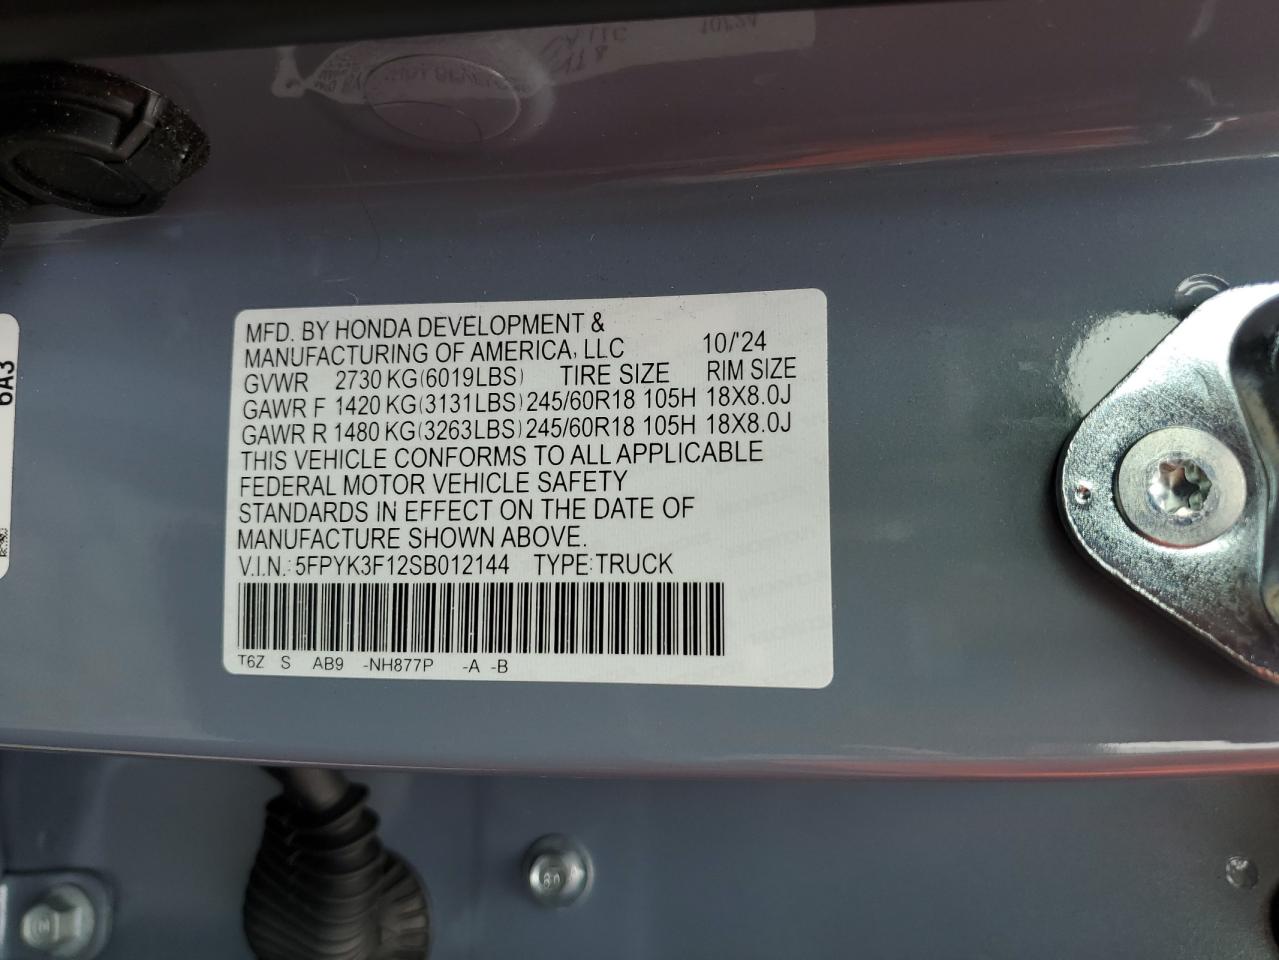 MFD. BY HONDA DEVELOPMENT &
MANUFACTURING OF AMERICA, LLC 10/'24
GVWR 2730 KG(6019LBS) TIRE SIZE RIM SIZE
GAWR F 1420 KG(3131LBS) 245/60R18 105H 18X8.0J
GAWR R 1480 KG(3263LBS) 245/60R18 105H 18X8.0J
THIS VEHICLE CONFORMS TO ALL APPLICABLE
FEDERAL MOTOR VEHICLE SAFETY
STANDARDS IN EFFECT ON THE DATE OF
MANUFACTURE SHOWN ABOVE.
V.I.N.: 5FPYK3F12SB012144 TYPE: TRUCK
T6Z S AB9 -NH877P -A -B
6A3